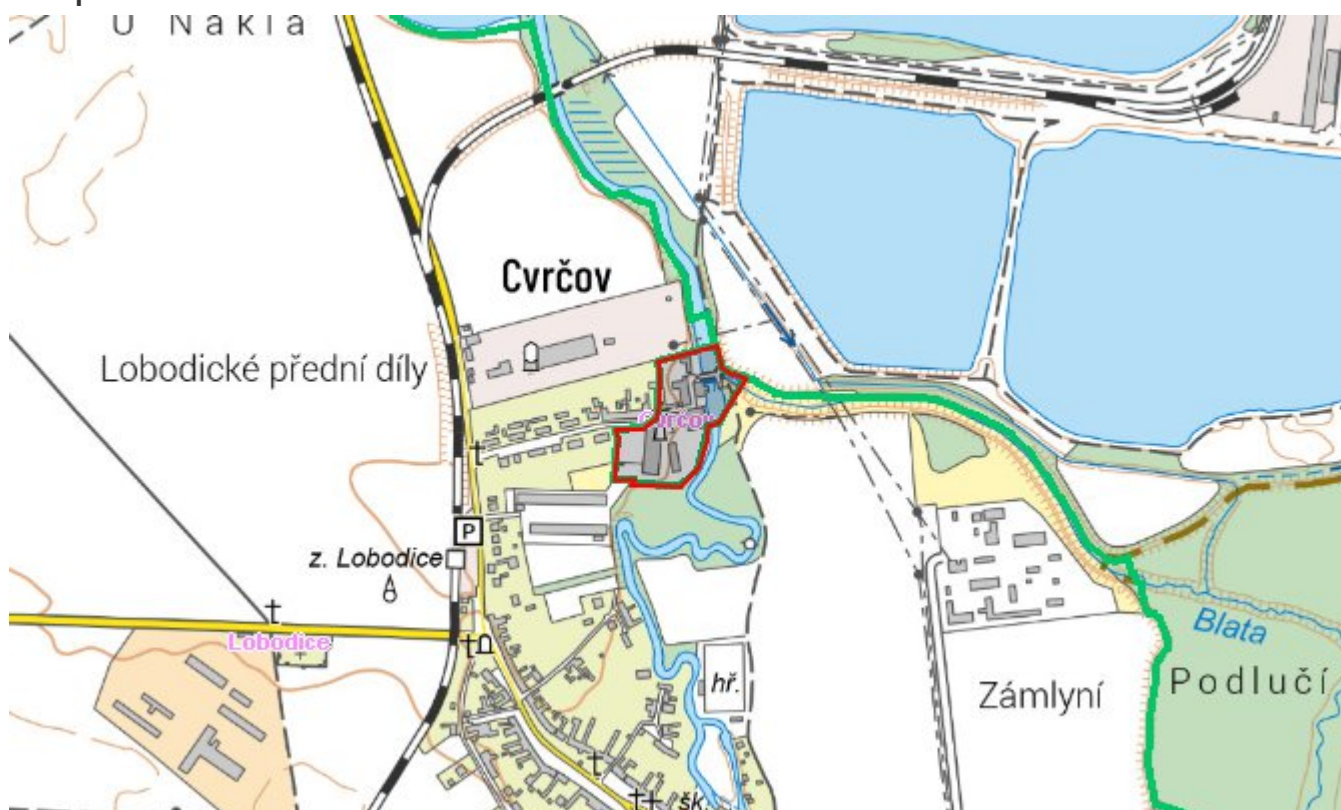 U Nákla
Cvrčov
Lobodické přední díly
Cvrčov
P
z. Lobodice
Lobodice
Blata
hř.
Zámlyní
Podlučí
šk.